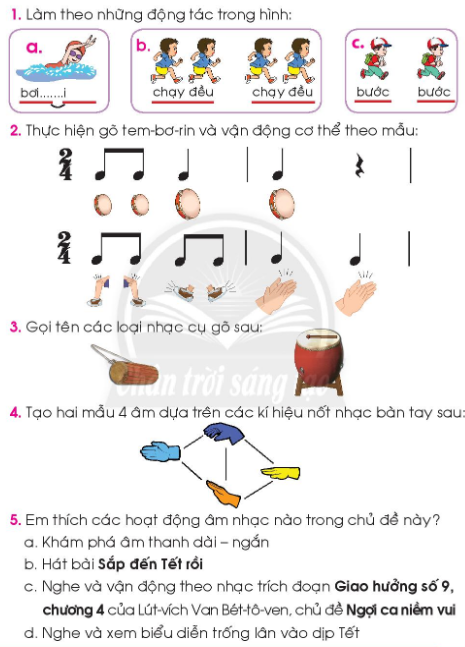 1. Làm theo những động tác trong hình:
a.
b.
c.
bơi.......i
chạy đều
chạy đều
bước
bước
2. Thực hiện gõ tem-bơ-rin và vận động cơ thể theo mẫu:
2
4
2
4
3. Gọi tên các loại nhạc cụ gõ sau:
Chân trời sáng tạo
4. Tạo hai mẫu 4 âm dựa trên các kí hiệu nốt nhạc bàn tay sau:
5. Em thích các hoạt động âm nhạc nào trong chủ đề này?
a. Khám phá âm thanh dài – ngắn
b. Hát bài Sắp đến Tết rồi
c. Nghe và vận động theo nhạc trích đoạn Giao hưởng số 9,
chương 4 của Lút-vích Van Bét-tô-ven, chủ đề Ngợi ca niềm vui
d. Nghe và xem biểu diễn trống lân vào dịp Tết